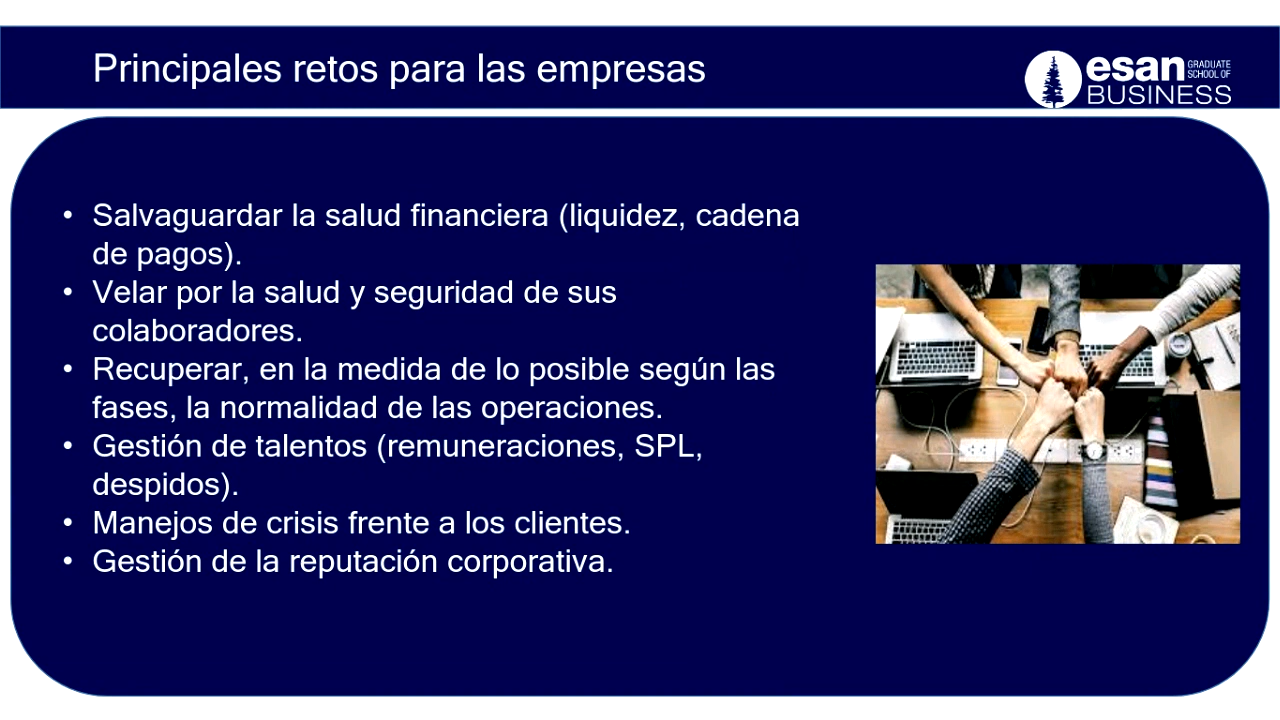 Principales retos para las empresas
esan GRADUATE SCHOOL OF
BUSINESS
• Salvaguardar la salud financiera (liquidez, cadena
de pagos).
• Velar por la salud y seguridad de sus
colaboradores.
• Recuperar, en la medida de lo posible según las
fases, la normalidad de las operaciones.
• Gestión de talentos (remuneraciones, SPL,
despidos).
• Manejos de crisis frente a los clientes.
• Gestión de la reputación corporativa.